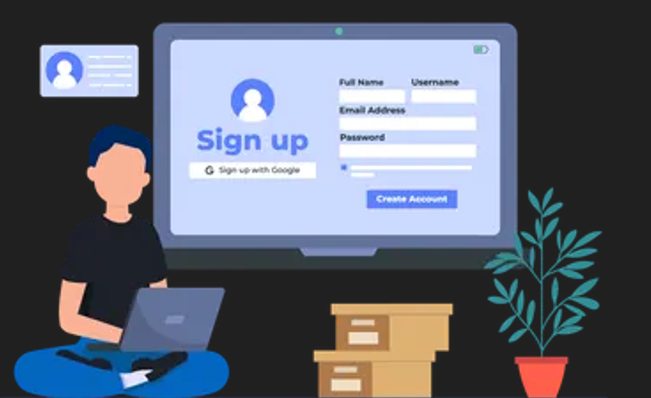 Sign up
G Sign up with Google
Full Name Username
Email Address
Password
Create Account